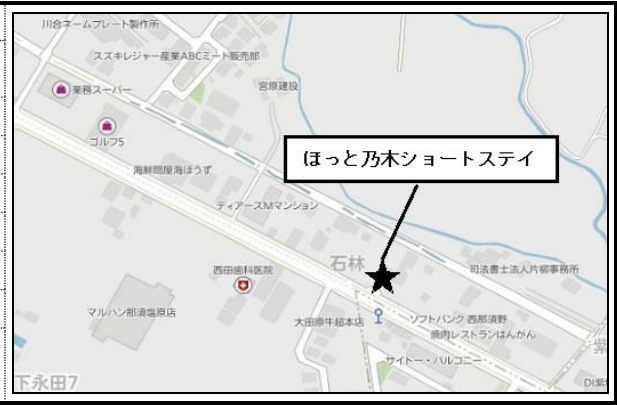 川合ネームプレート製作所
スズキレジャー産業ABCミート販売部
業務スーパー
宮原建設
ゴルフ5
ほっと乃木ショートステイ
海鮮問屋海ほうず
ディアーズMマンション
石林
西田歯科医院
司法書士法人片柳事務所
マルハン那須塩原店
大田原牛超本店
ソフトバンク 西那須野
焼肉レストランはんがん
サイトー・バルコニー
下永田7
DI紫
紫